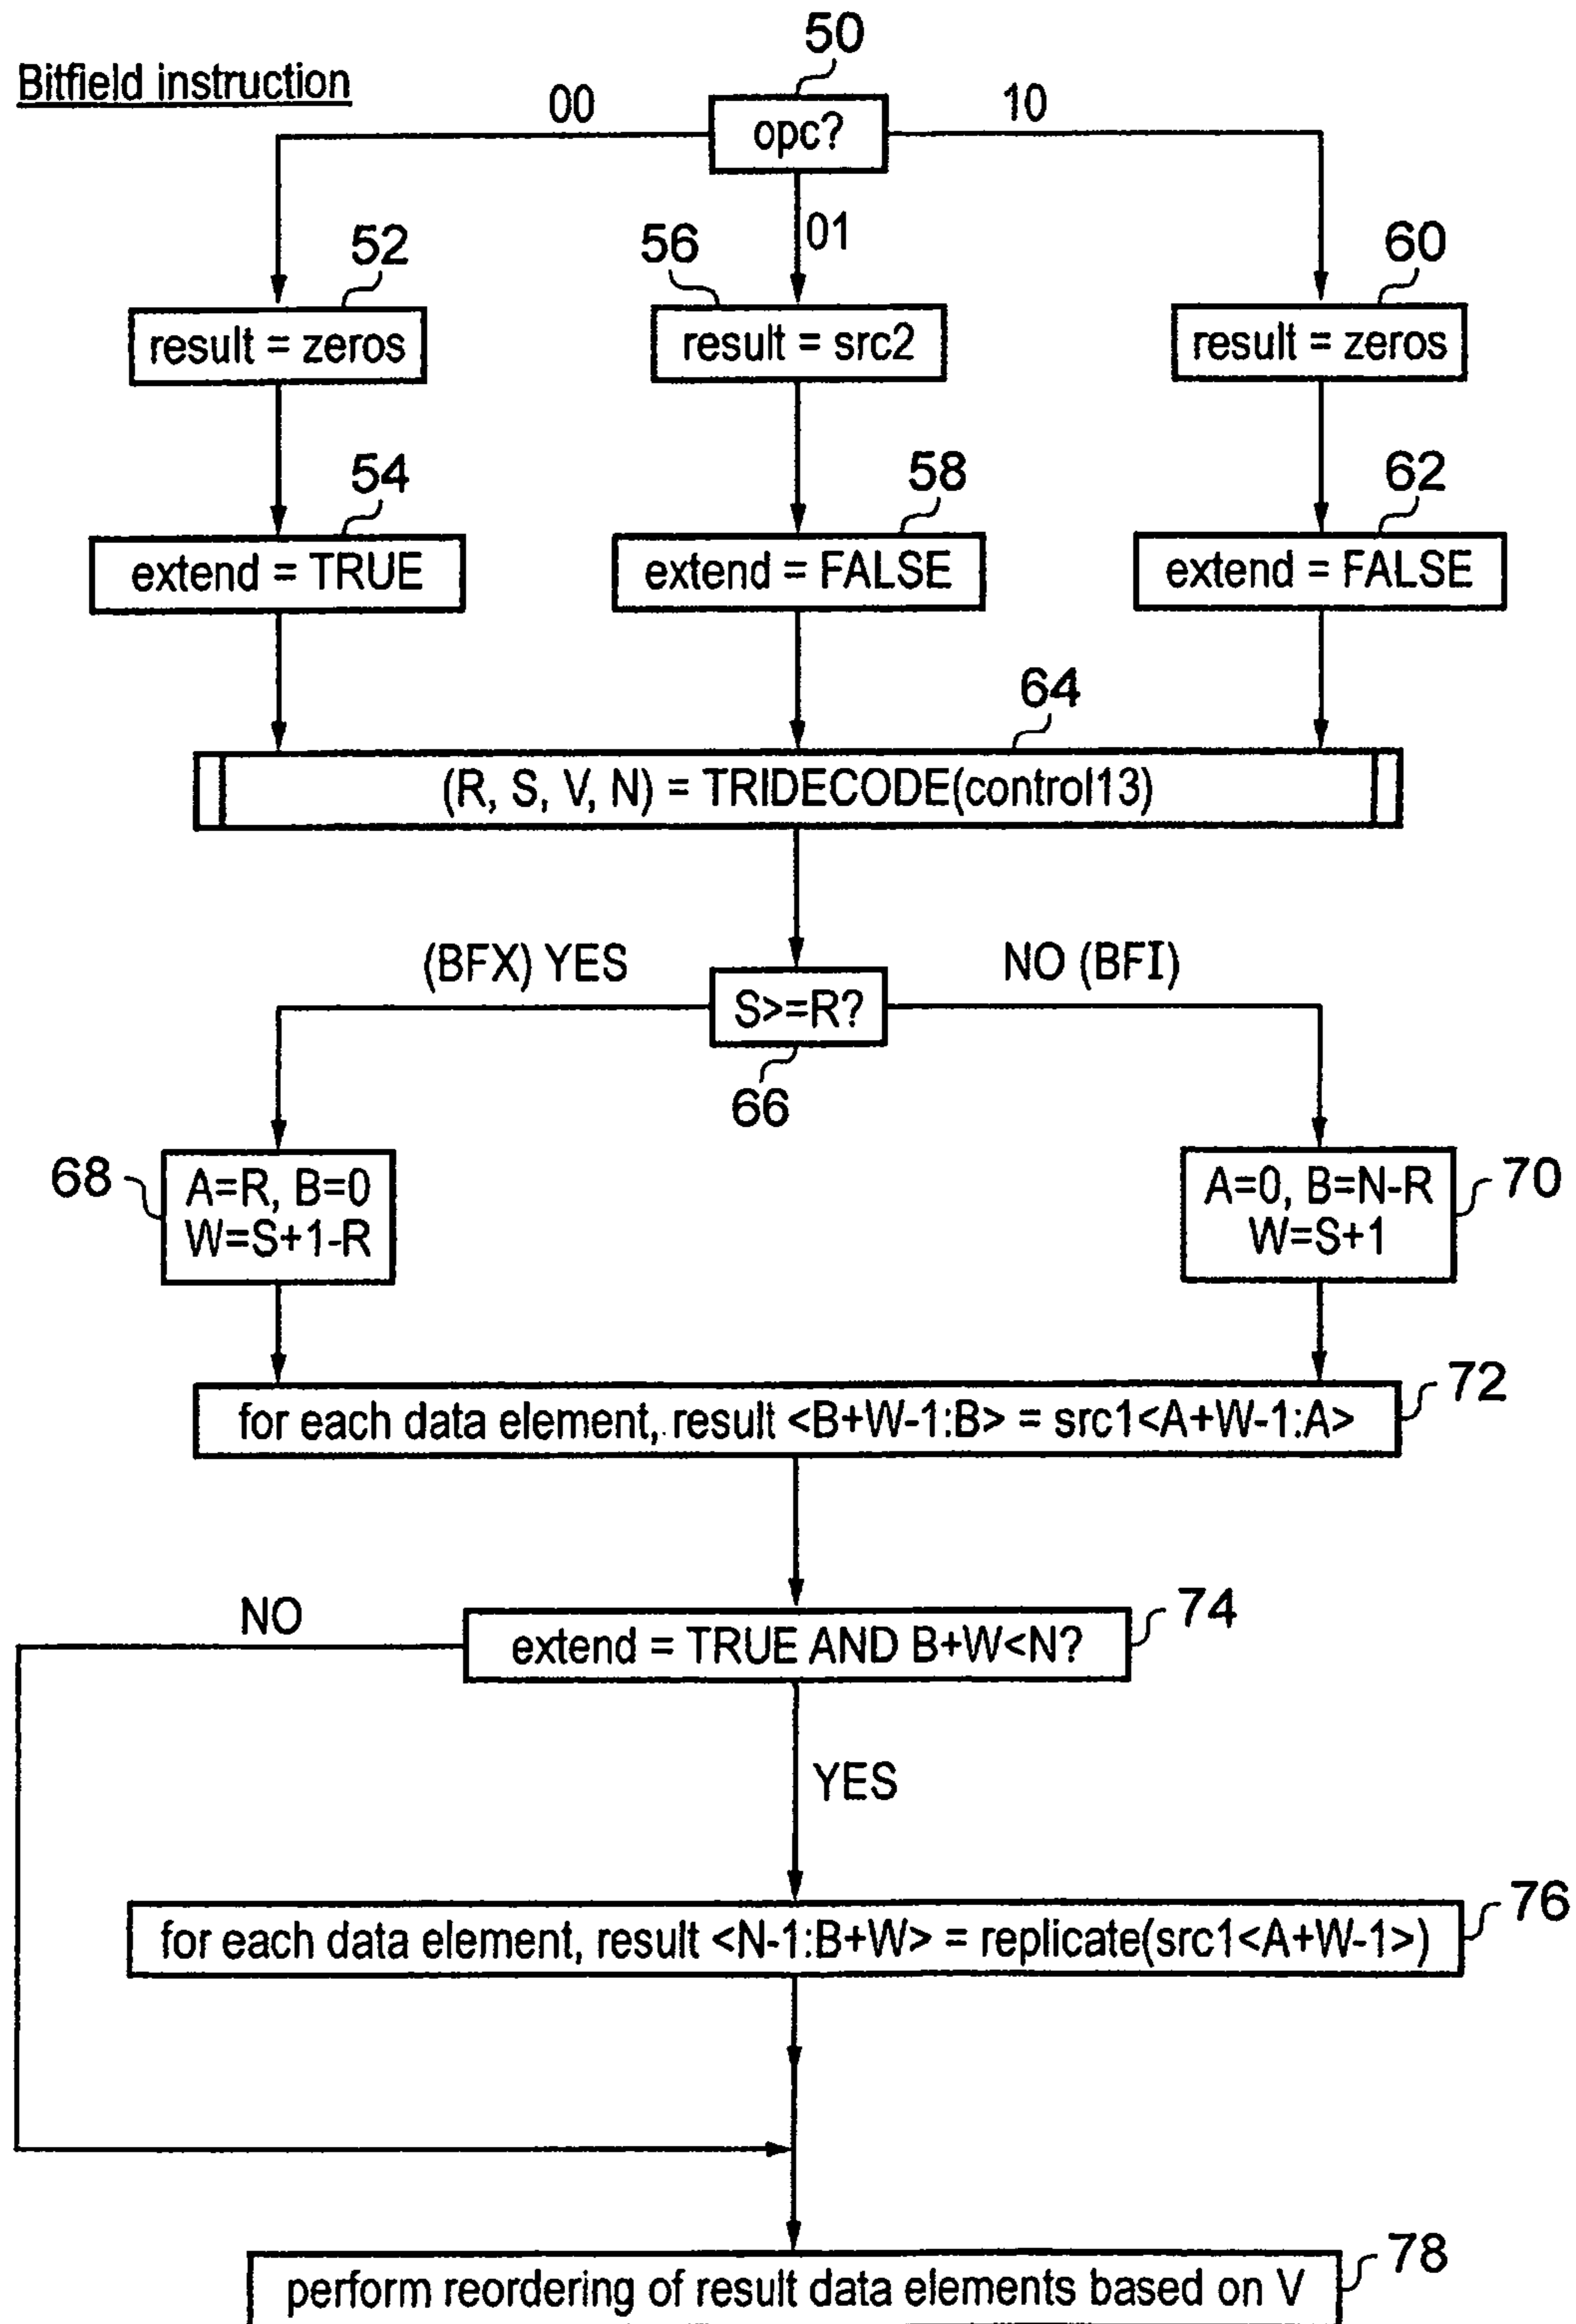 50
Bitfield instruction
00
opc?
10
01
52
56
60
result = zeros
result = src2
result = zeros
54
58
62
extend = TRUE
extend = FALSE
extend = FALSE
64
(R, S, V, N) = TRIDECODE(control13)
(BFX) YES
NO (BFI)
S>=R?
66
68
A=R, B=0
W=S+1-R
A=0, B=N-R
W=S+1
70
72
for each data element, result <B+W-1:B> = src1<A+W-1:A>
NO
74
extend = TRUE AND B+W<N?
YES
76
for each data element, result <N-1:B+W> = replicate(src1<A+W-1>)
78
perform reordering of result data elements based on V